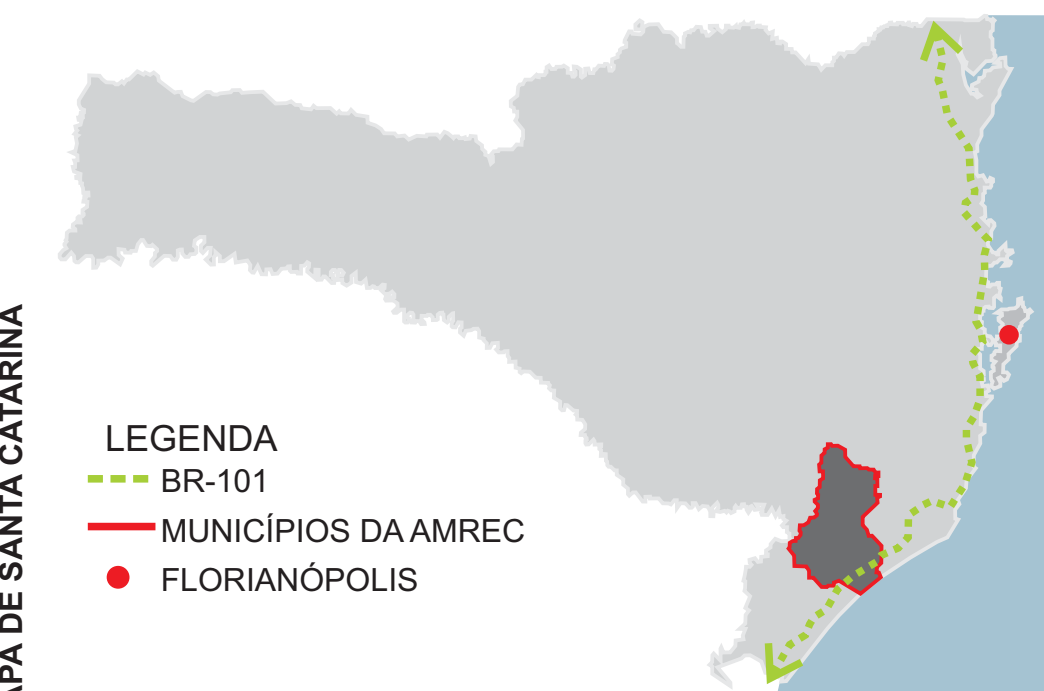 APA DE SANTA CATARINA
LEGENDA
BR-101
MUNICÍPIOS DA AMREC
FLORIANÓPOLIS